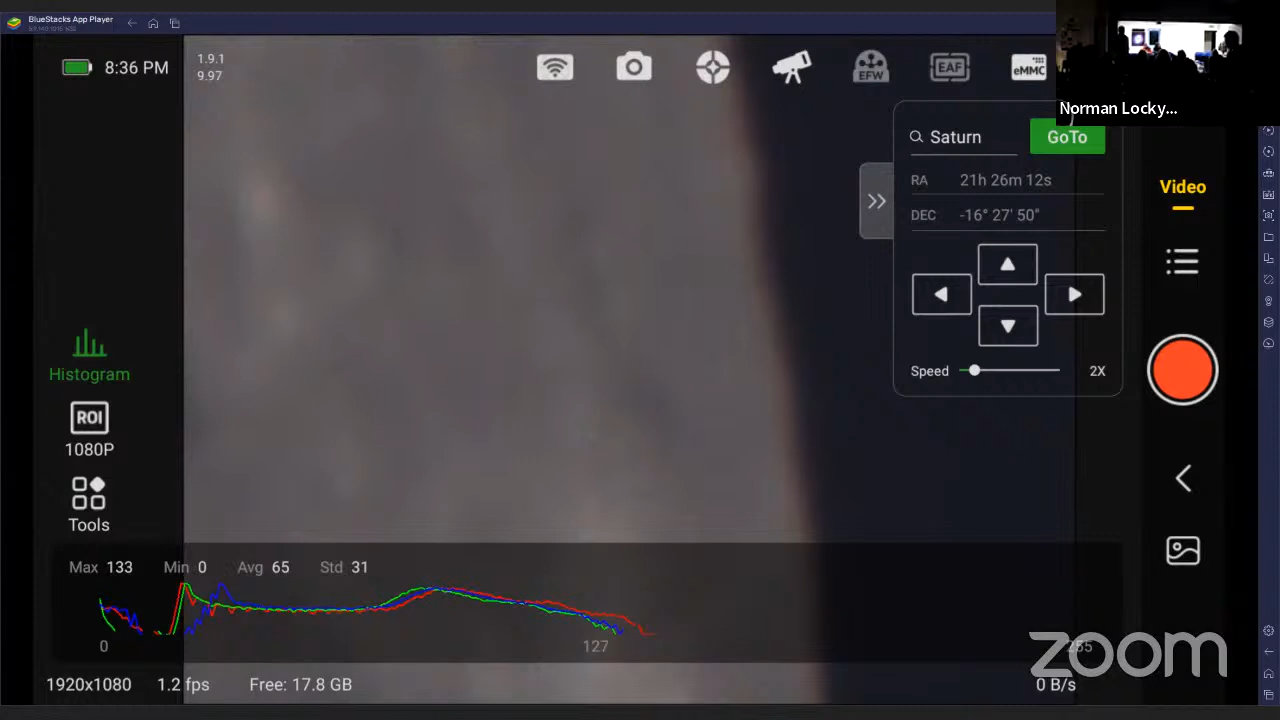 BlueStacks App Player
8:36 PM
1.9.1
9.97
EFW
EAF
eMMC
Norman Locky...
Saturn
GoTo
RA 21h 26m 12s
DEC -16° 27' 50"
Speed 2X
Video
Histogram
ROI
1080P
Tools
Max 133 Min 0 Avg 65 Std 31
0 127 255
zoom
1920x1080 1.2 fps Free: 17.8 GB 0 B/s